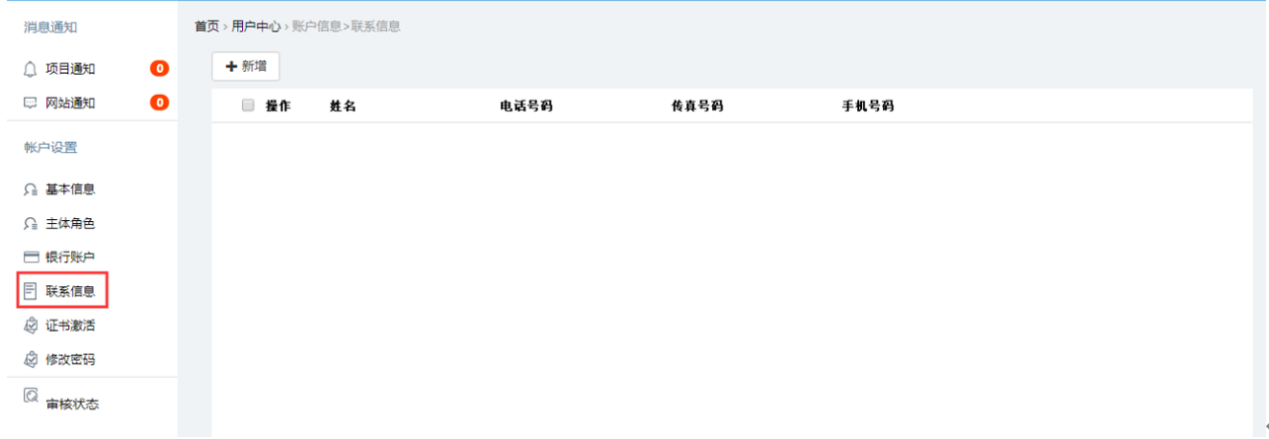 消息通知
项目通知 0
网站通知 0
帐户设置
基本信息
主体角色
银行账户
联系信息
证书激活
修改密码
审核状态
首页 › 用户中心 › 账户信息>联系信息
+ 新增
操作 姓名 电话号码 传真号码 手机号码